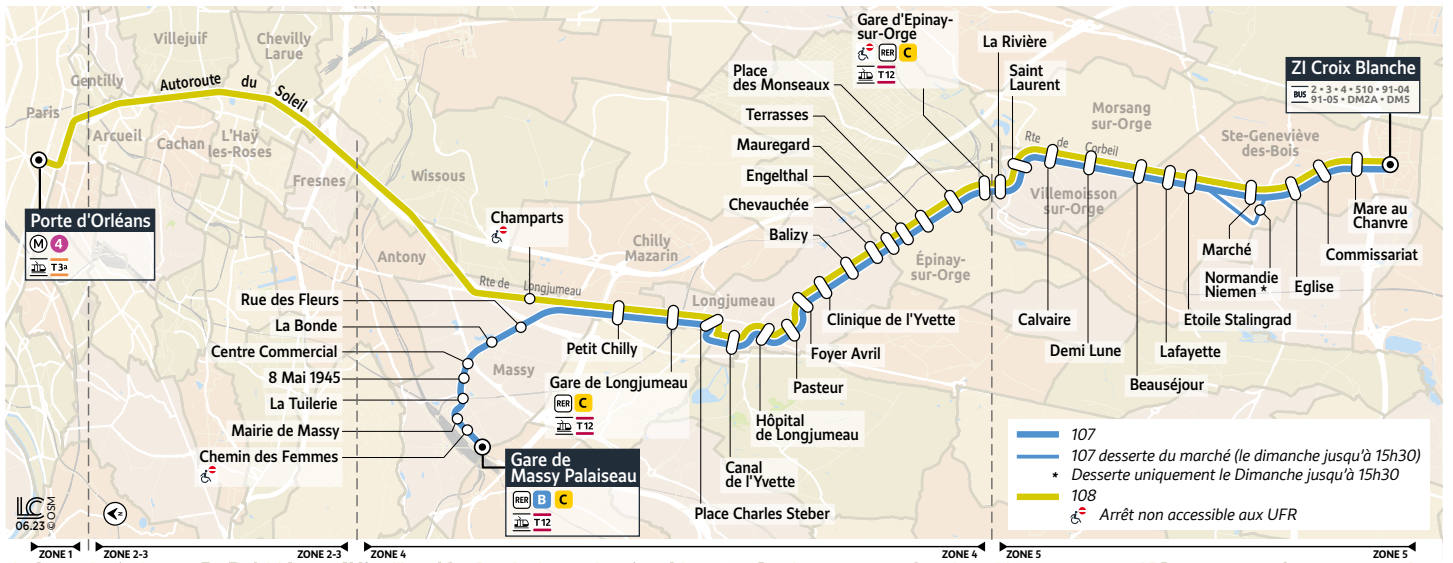 Villejuif
Chevilly
Larue
Gentilly
Autoroute du Soleil
Paris
Arcueil
Cachan
L'Haÿ
les-Roses
Fresnes
Wissous
Antony
Porte d'Orléans
M 4
T3a
Champarts
Chilly
Mazarin
Rte de Longjumeau
Longjumeau
Massy
Épinay-
sur-Orge
Rue des Fleurs
La Bonde
Centre Commercial
8 Mai 1945
La Tuilerie
Mairie de Massy
Chemin des Femmes
Gare de
Massy Palaiseau
RER B C
T12
Petit Chilly
Gare de Longjumeau
RER C
T12
Place Charles Steber
Canal
de l'Yvette
Hôpital
de Longjumeau
Pasteur
Foyer Avril
Clinique de l'Yvette
Balizy
Chevauchée
Engelthal
Mauregard
Terrasses
Place
des Monseaux
Gare d'Epinay-
sur-Orge
RER C
T12
La Rivière
Saint
Laurent
Morsang
sur-Orge
Rte de Corbeil
Villemoisson
sur-Orge
Ste-Geneviève
des-Bois
Calvaire
Demi Lune
Beauséjour
Lafayette
Etoile Stalingrad
Marché
Normandie
Niemen *
Eglise
Commissariat
Mare au
Chanvre
ZI Croix Blanche
BUS 2 • 3 • 4 • 510 • 91-04
91-05 • DM2A • DM5
107
107 desserte du marché (le dimanche jusqu'à 15h30)
* Desserte uniquement le Dimanche jusqu'à 15h30
108
Arrêt non accessible aux UFR
LC
06.23 © OSM
N
ZONE 1
ZONE 2-3
ZONE 2-3
ZONE 4
ZONE 4
ZONE 5
ZONE 5